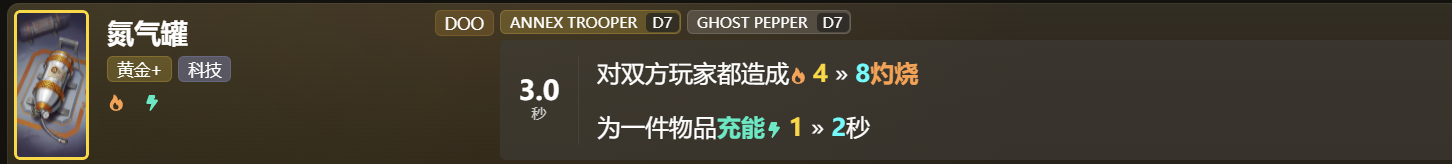 氮气罐
黄金+ 科技
DOO ANNEX TROOPER D7 GHOST PEPPER D7
3.0
秒
对双方玩家都造成 4 » 8灼烧
为一件物品充能 1 » 2秒